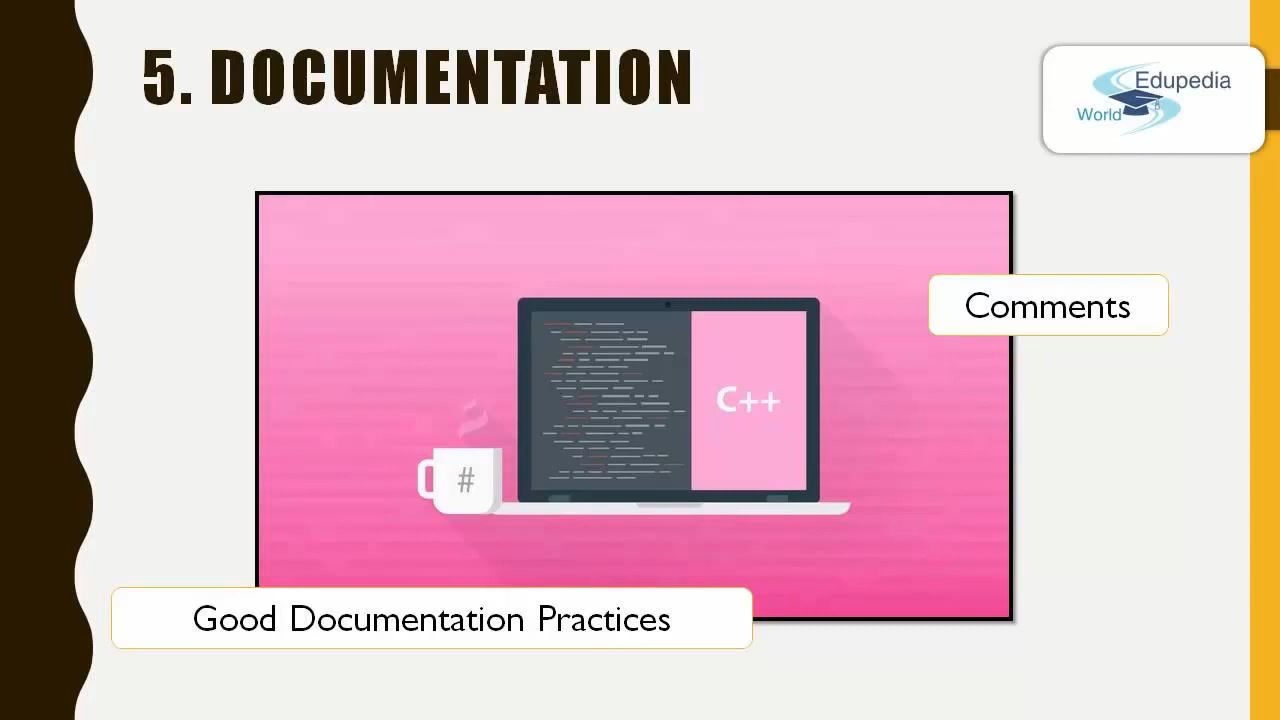 5. DOCUMENTATION
Edupedia
World
Comments
C++
#
Good Documentation Practices